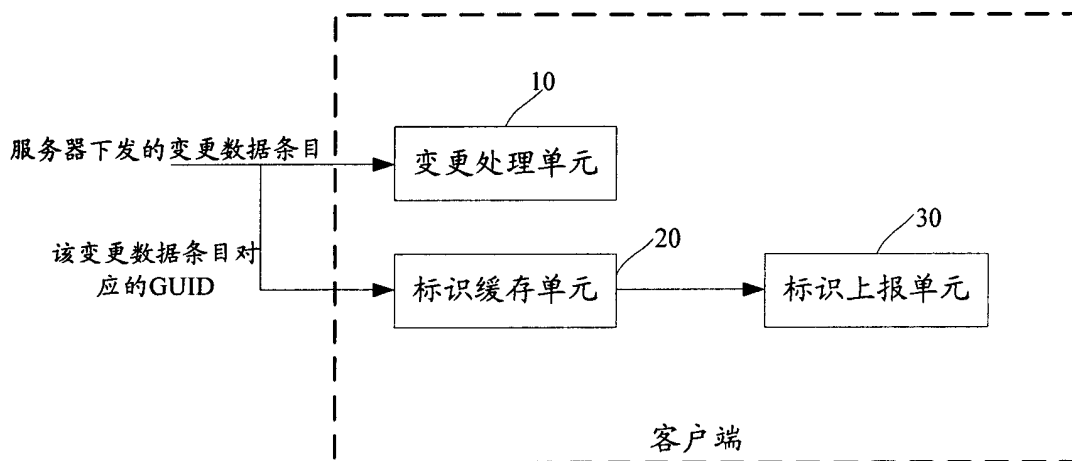 10
服务器下发的变更数据条目
变更处理单元
该变更数据条目对
应的GUID
20
标识缓存单元
30
标识上报单元
客户端